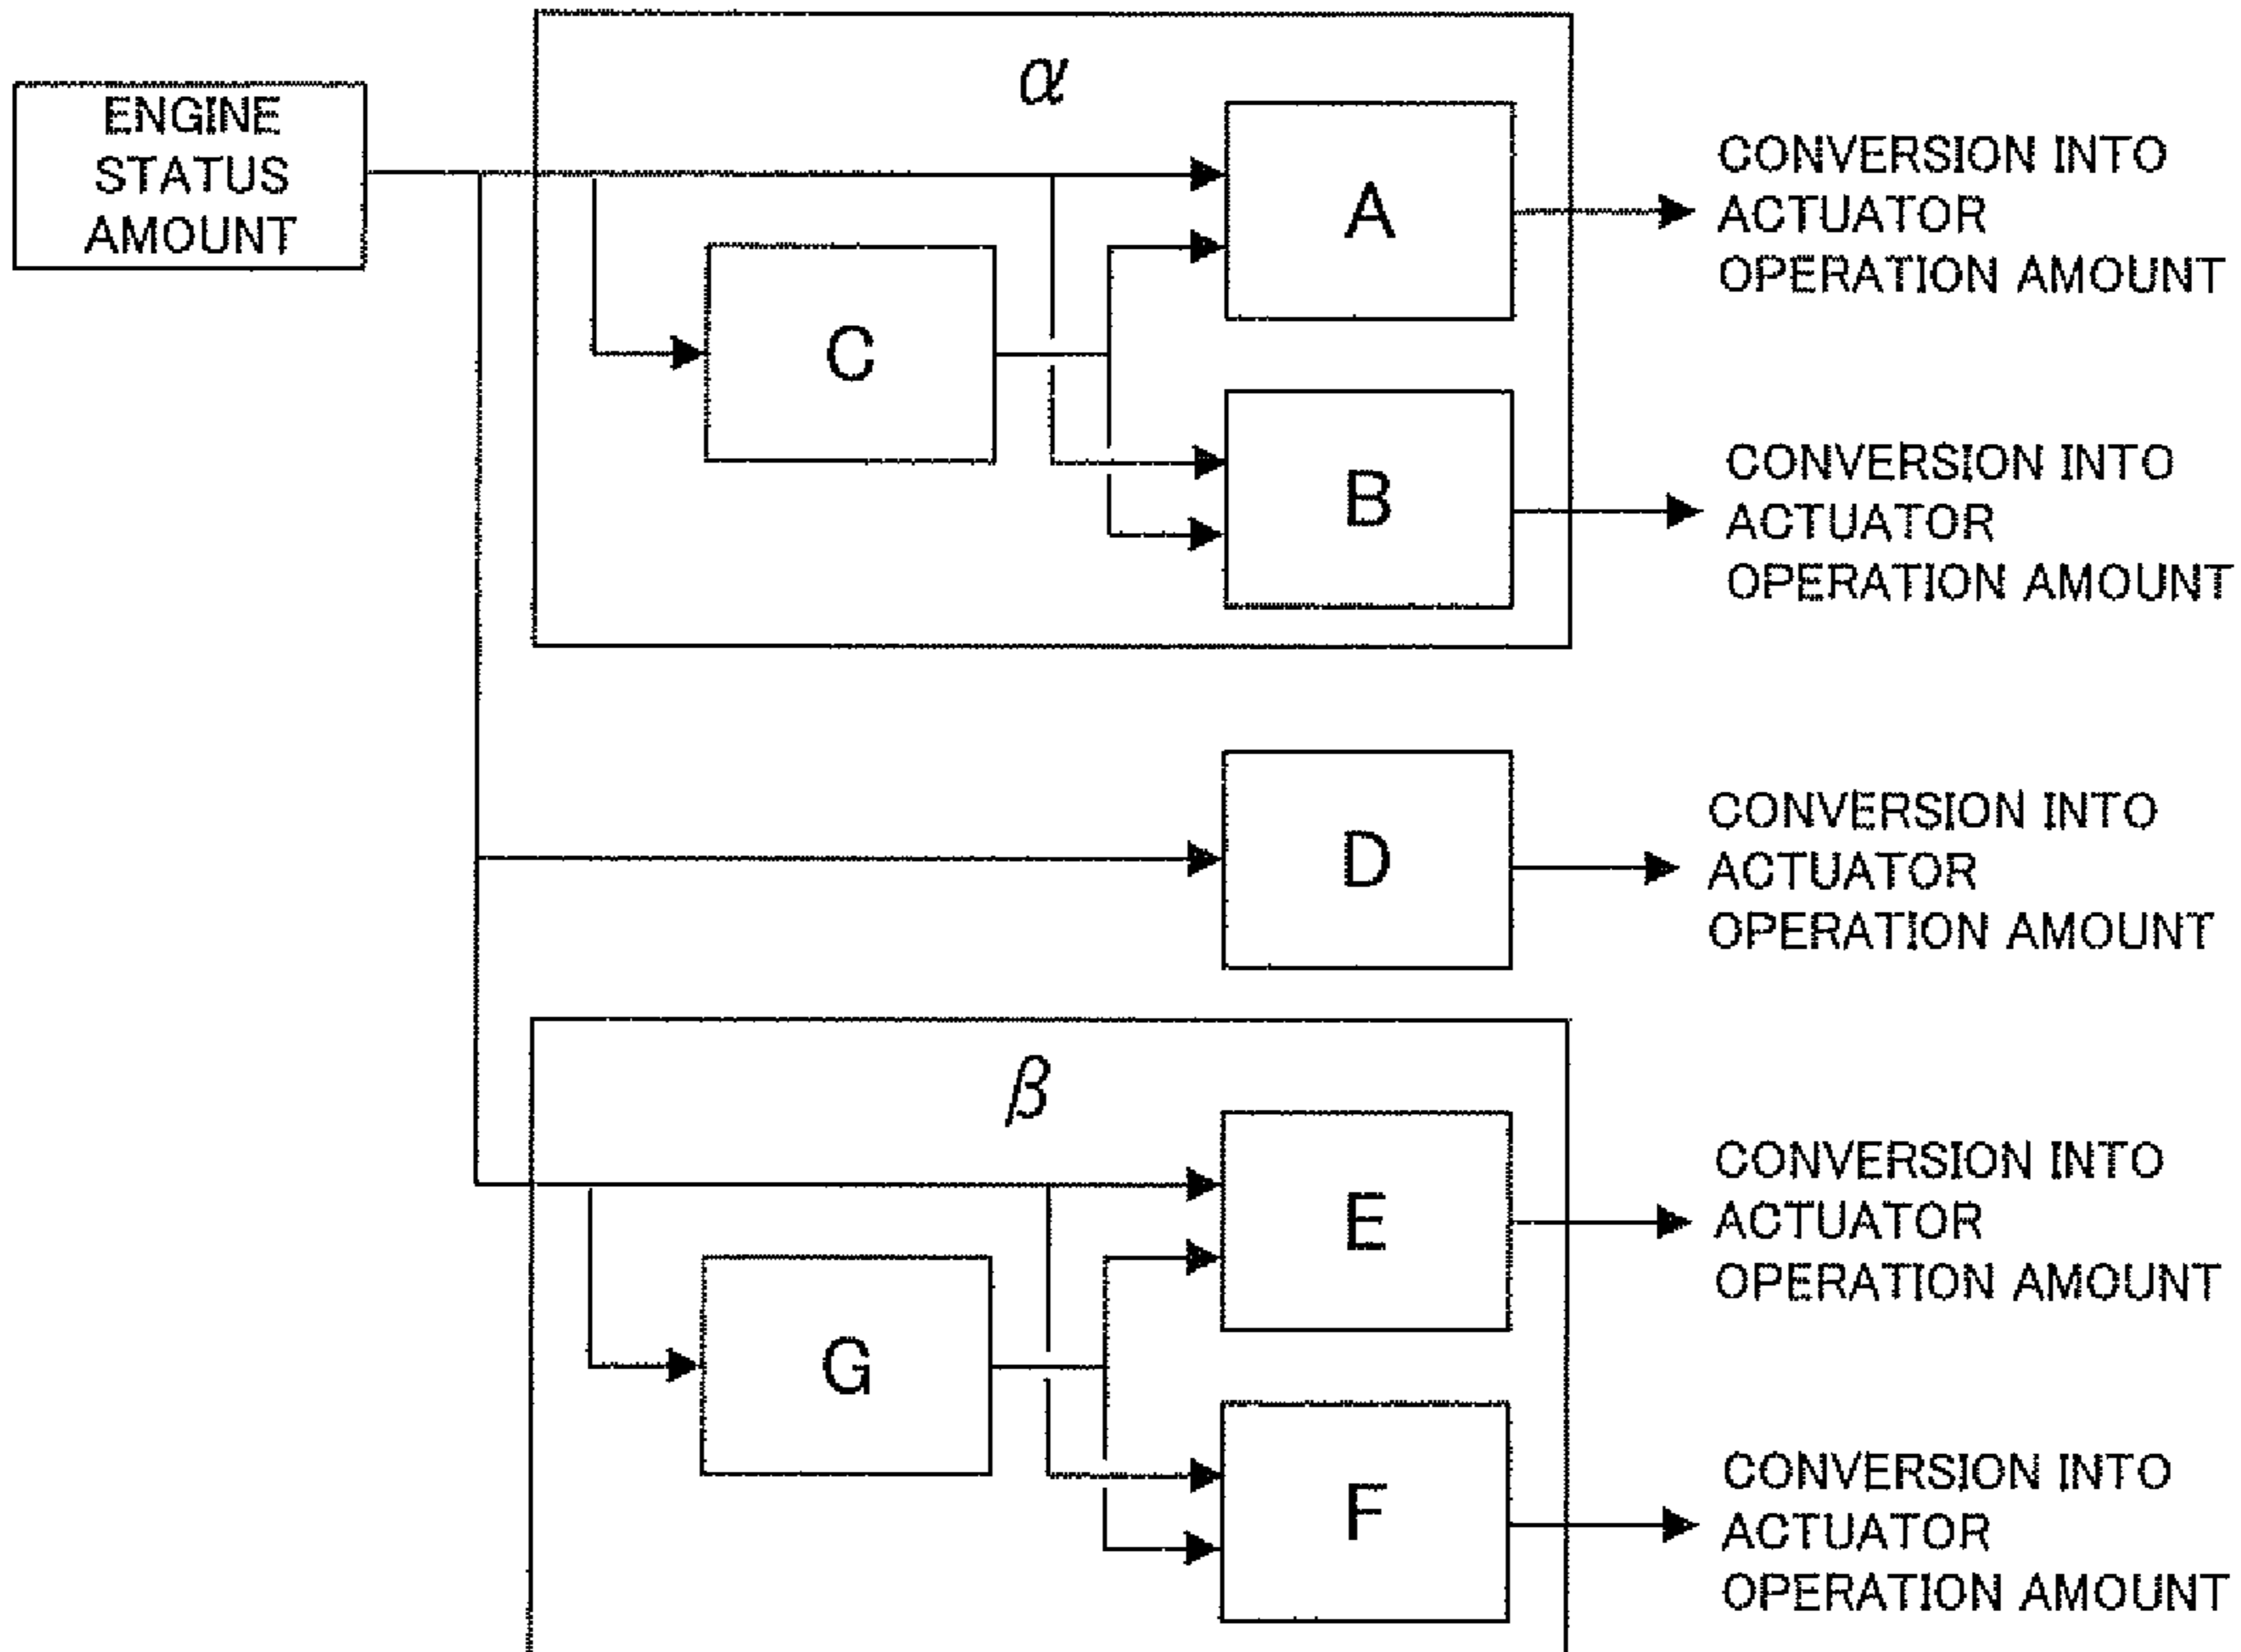 ENGINE
STATUS
AMOUNT
α
A
CONVERSION INTO
ACTUATOR
OPERATION AMOUNT
C
B
CONVERSION INTO
ACTUATOR
OPERATION AMOUNT
D
CONVERSION INTO
ACTUATOR
OPERATION AMOUNT
β
E
CONVERSION INTO
ACTUATOR
OPERATION AMOUNT
G
F
CONVERSION INTO
ACTUATOR
OPERATION AMOUNT